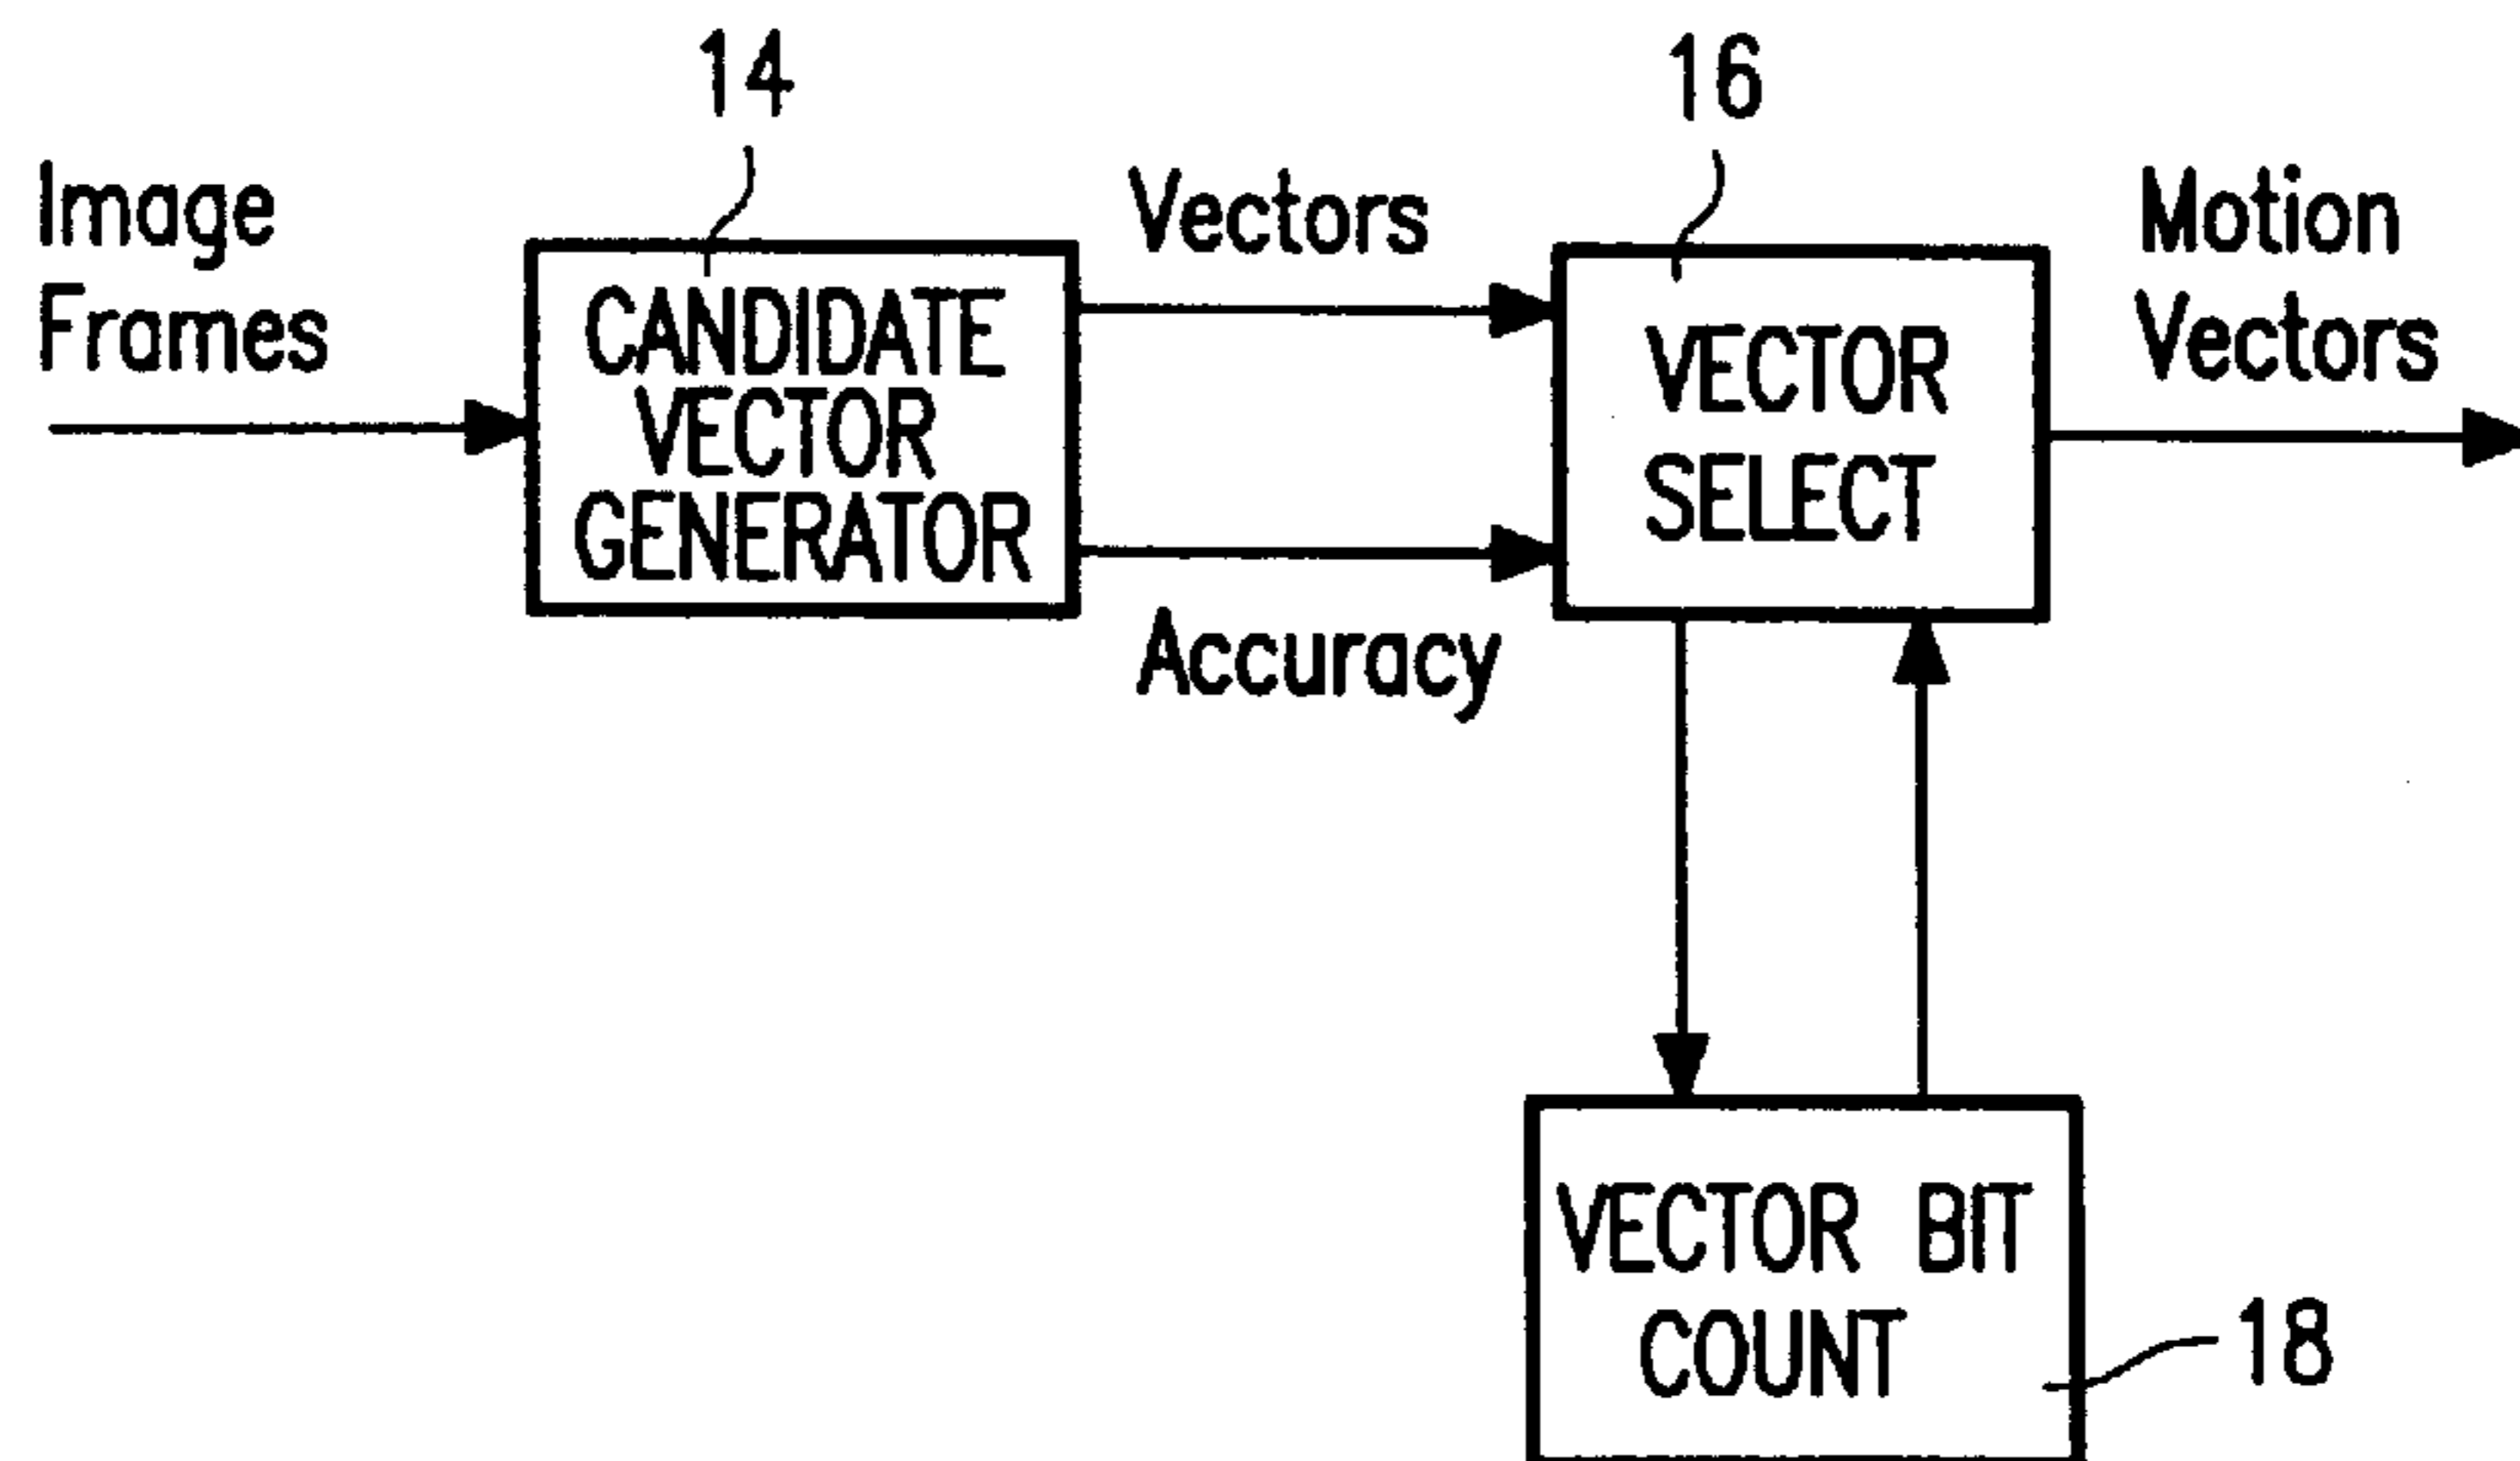 14
16
Image
Frames
Vectors
Motion
Vectors
CANDIDATE
VECTOR
GENERATOR
VECTOR
SELECT
Accuracy
VECTOR BIT
COUNT
18